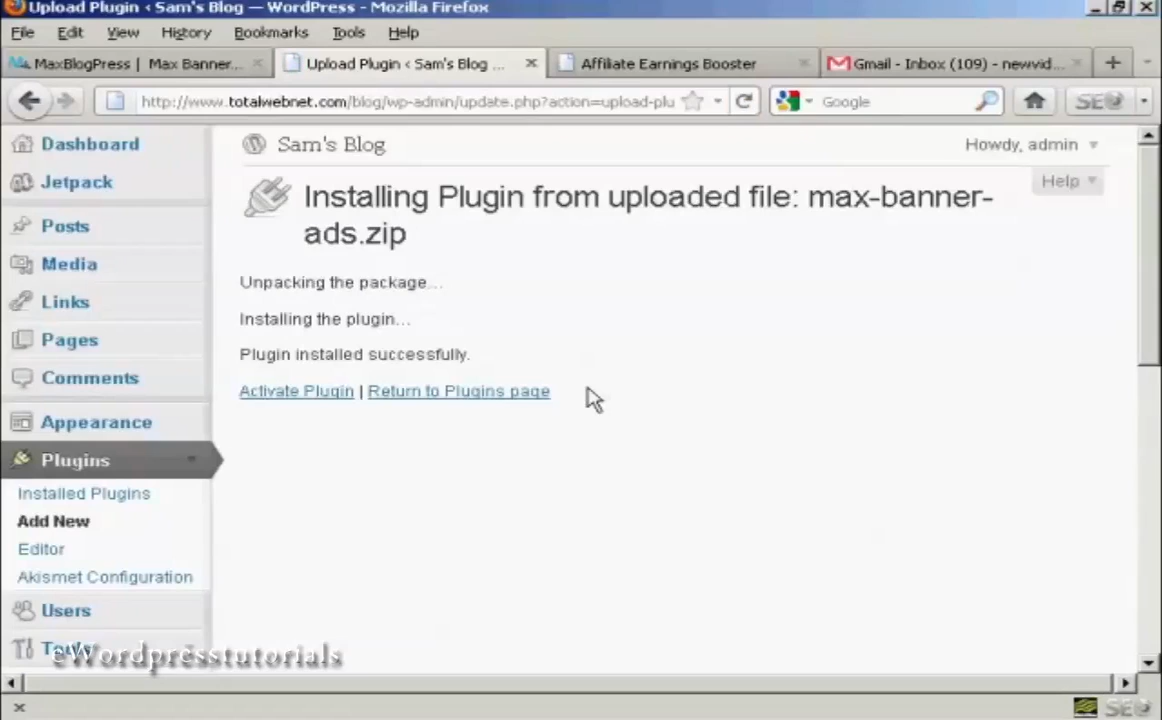 Upload Plugin ‹ Sam's Blog — WordPress - Mozilla Firefox
File Edit View History Bookmarks Tools Help
MaxBlogPress | Max Banner... Upload Plugin ‹ Sam's Blog ... Affiliate Earnings Booster Gmail - Inbox (109) - newvid...
http://www.totalwebnet.com/blog/wp-admin/update.php?action=upload-plu Google SEO
Dashboard
Sam's Blog Howdy, admin
Jetpack
Help
Installing Plugin from uploaded file: max-banner-
ads.zip
Posts
Media
Unpacking the package...
Links
Installing the plugin...
Pages
Plugin installed successfully.
Comments
Activate Plugin | Return to Plugins page
Appearance
Plugins
Installed Plugins
Add New
Editor
Akismet Configuration
Users
Tools
eWordpresstutorials
SEO